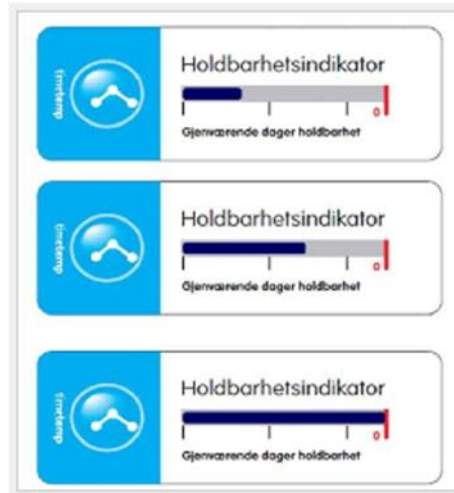 timetemp
Holdbarhetsindikator
0
Gjenværende dager holdbarhet
timetemp
Holdbarhetsindikator
0
Gjenværende dager holdbarhet
timetemp
Holdbarhetsindikator
0
Gjenværende dager holdbarhet